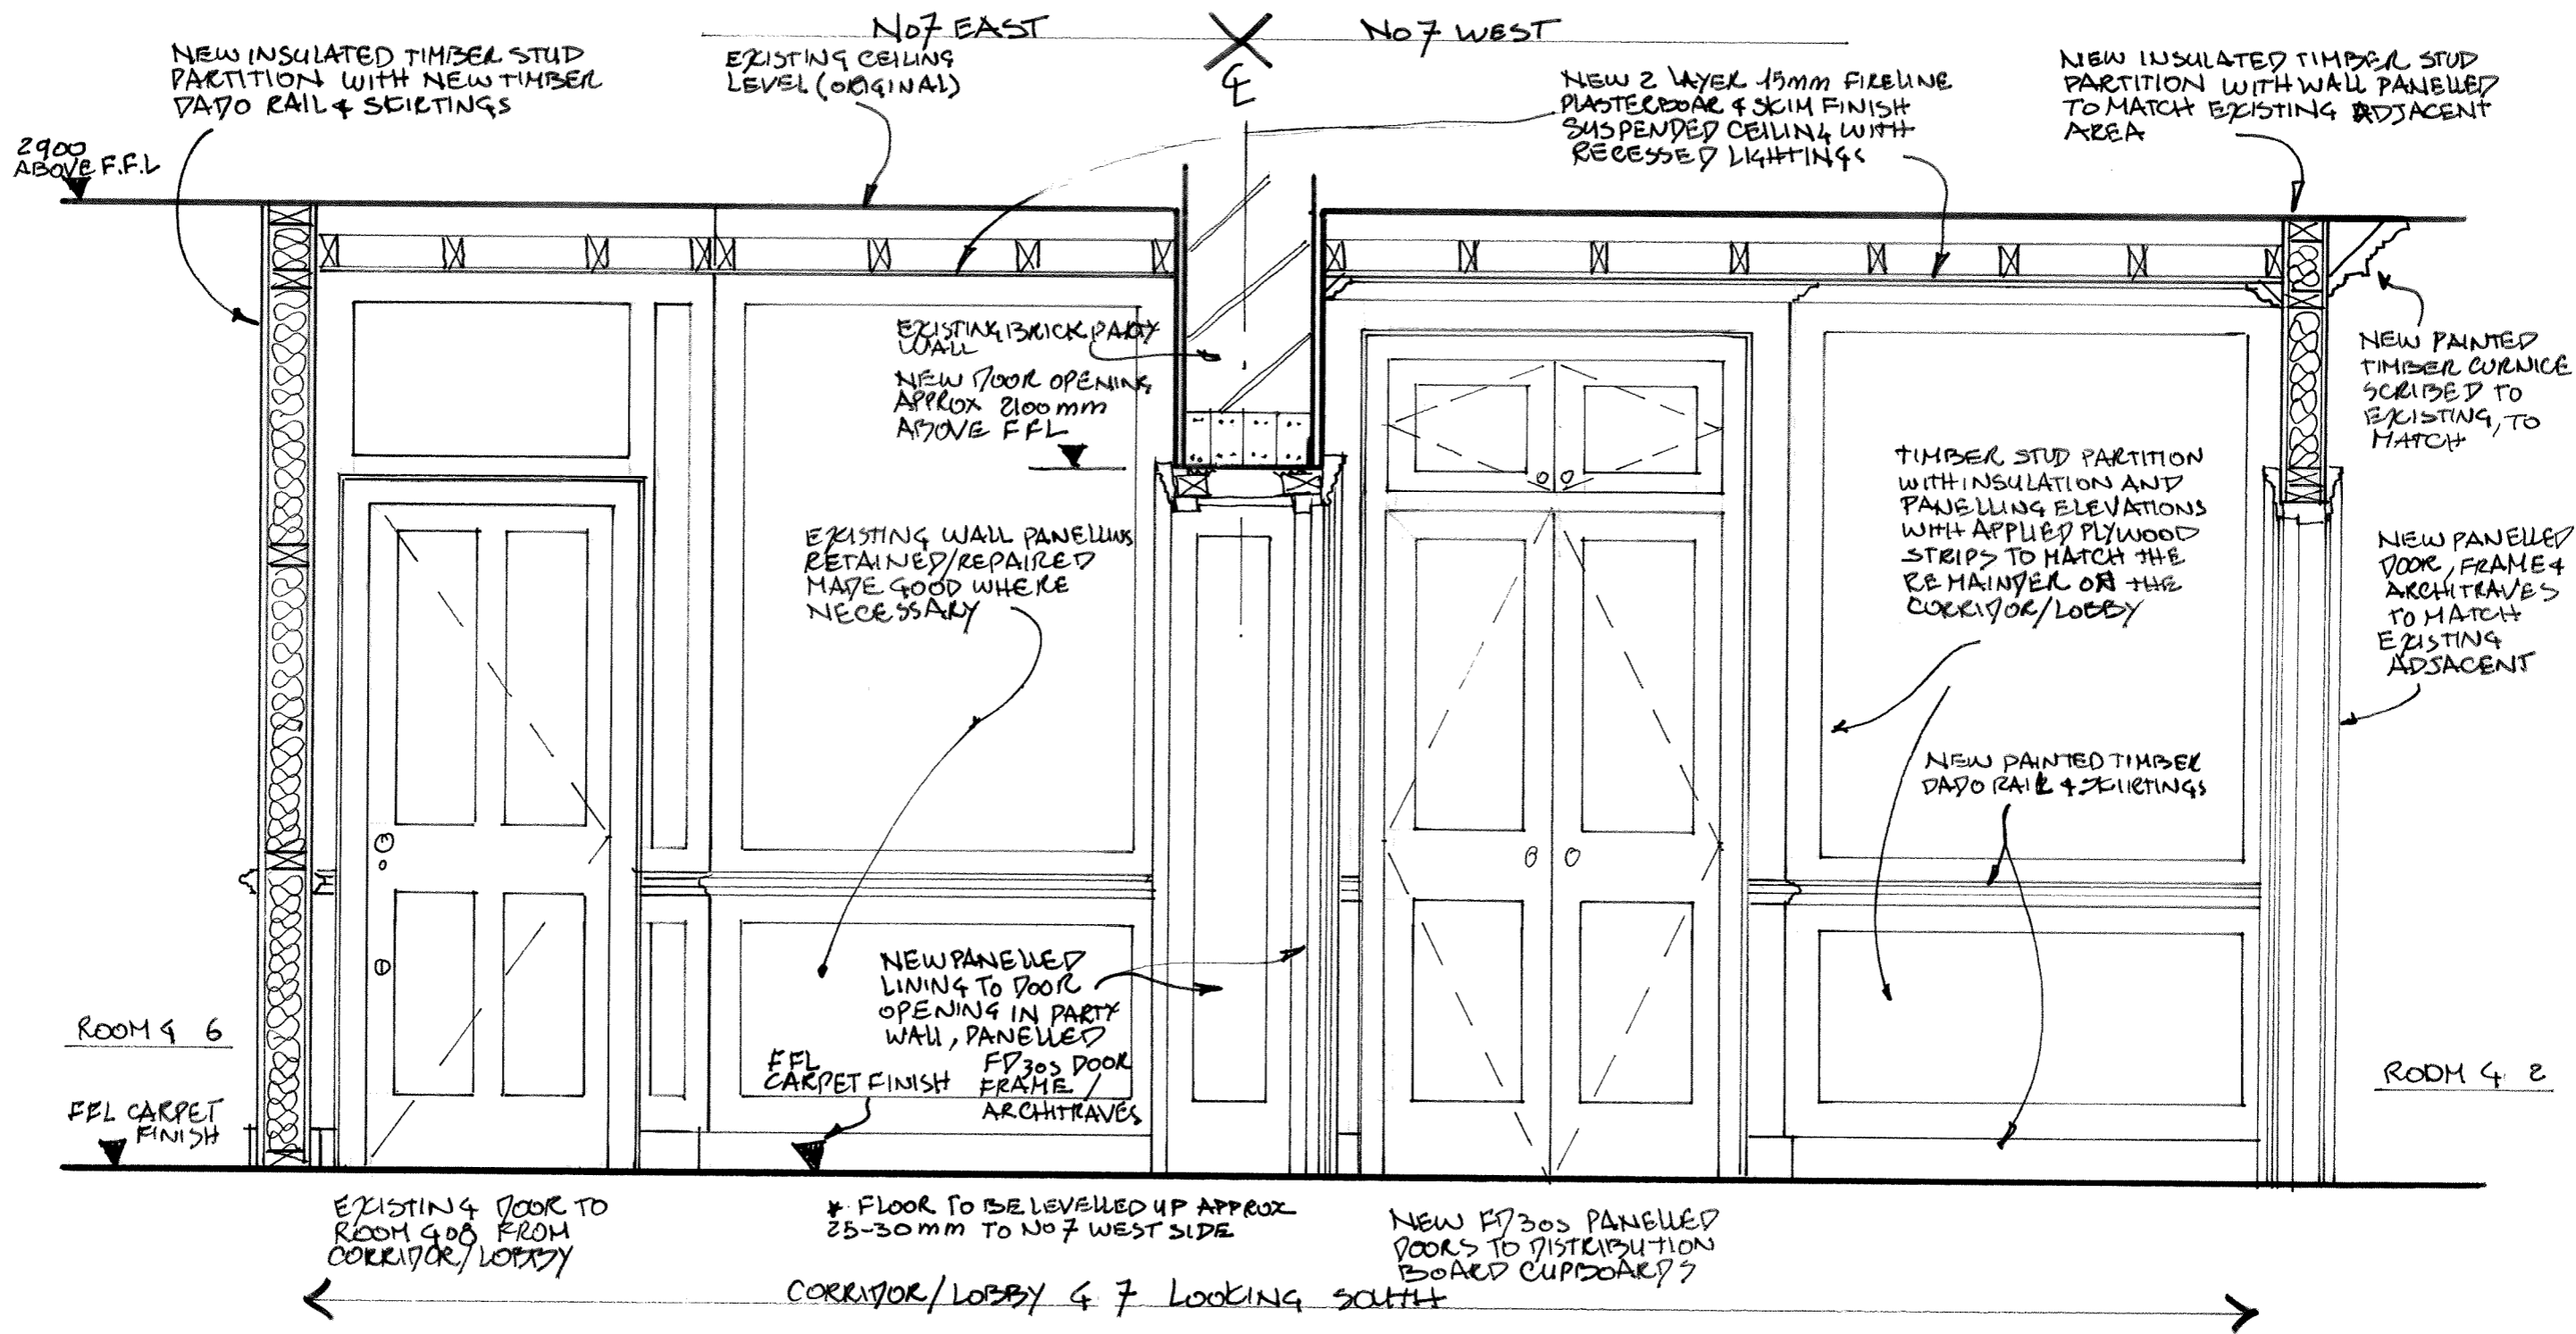 No7 EAST
No7 WEST
CL
NEW INSULATED TIMBER STUD
PARTITION WITH NEW TIMBER
DADO RAIL & SKIRTINGS
EXISTING CEILING
LEVEL (ORIGINAL)
NEW 2 LAYER 15mm FIRELINE
PLASTERBOAR & SKIM FINISH
SUSPENDED CEILING WITH
RECESSED LIGHTINGS
NEW INSULATED TIMBER STUD
PARTITION WITH WALL PANELLED
TO MATCH EXISTING ADJACENT
AREA
2900
ABOVE F.F.L
EXISTING BRICK PARTY
WALL
NEW DOOR OPENING
APPROX 2100mm
ABOVE FFL
NEW PAINTED
TIMBER CURNICE
SCRIBED TO
EXISTING, TO
MATCH
EXISTING WALL PANELLING
RETAINED/REPAIRED
MADE GOOD WHERE
NECESSARY
TIMBER STUD PARTITION
WITH INSULATION AND
PANELLING ELEVATIONS
WITH APPLIED PLYWOOD
STRIPS TO MATCH THE
REMAINDER OF THE
CORRIDOR/LOBBY
NEW PANELLED
DOOR, FRAME &
ARCHITRAVES
TO MATCH
EXISTING
ADJACENT
NEW PAINTED TIMBER
DADO RAIL & SKIIRTINGS
NEW PANELLED
LINING TO DOOR
OPENING IN PARTY
WALL, PANELLED
FD30S DOOR
FRAME /
ARCHITRAVES
FFL
CARPET FINISH
ROOM G 6
ROOM G 2
FFL CARPET
FINISH
EXISTING DOOR TO
ROOM G08 FROM
CORRIDOR/LOBBY
* FLOOR TO BE LEVELLED UP APPROX
25-30mm TO No7 WEST SIDE
NEW FD30S PANELLED
DOORS TO DISTRIBUTION
BOARD CUPBOARDS
CORRIDOR/LOBBY G 7 LOOKING SOUTH